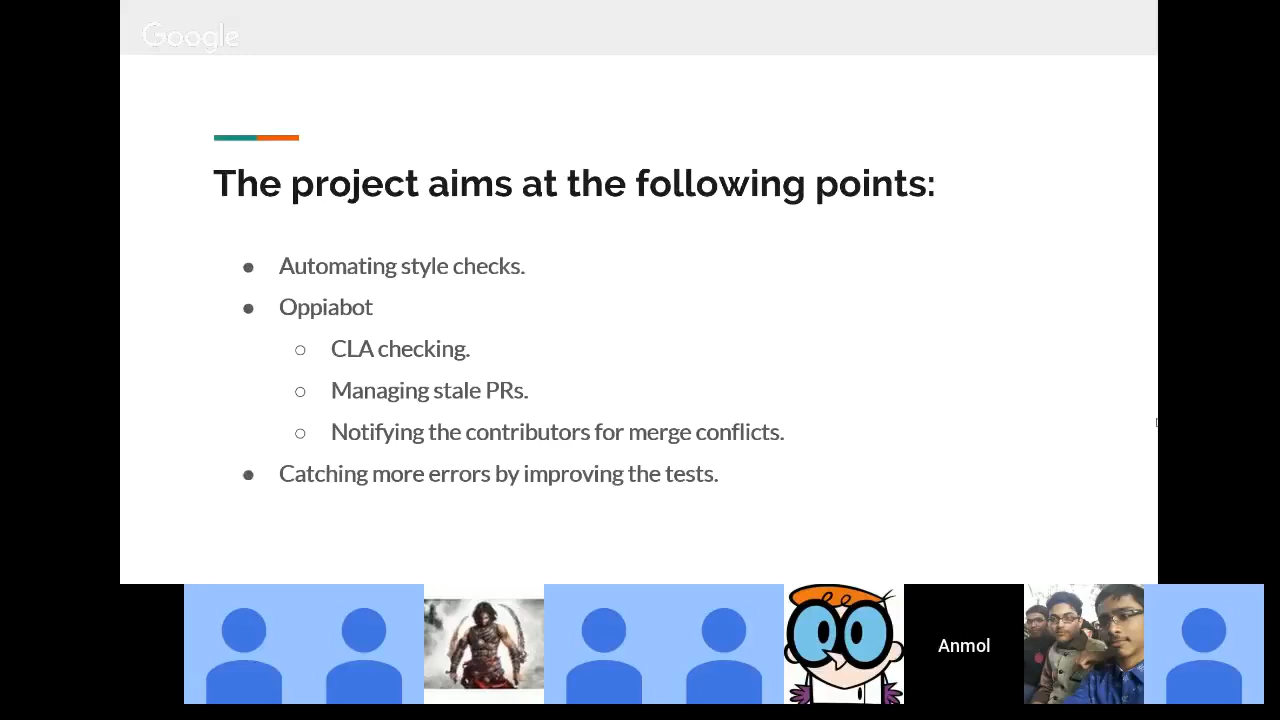 Google
The project aims at the following points:
● Automating style checks.
● Oppiabot
○ CLA checking.
○ Managing stale PRs.
○ Notifying the contributors for merge conflicts.
● Catching more errors by improving the tests.
Anmol